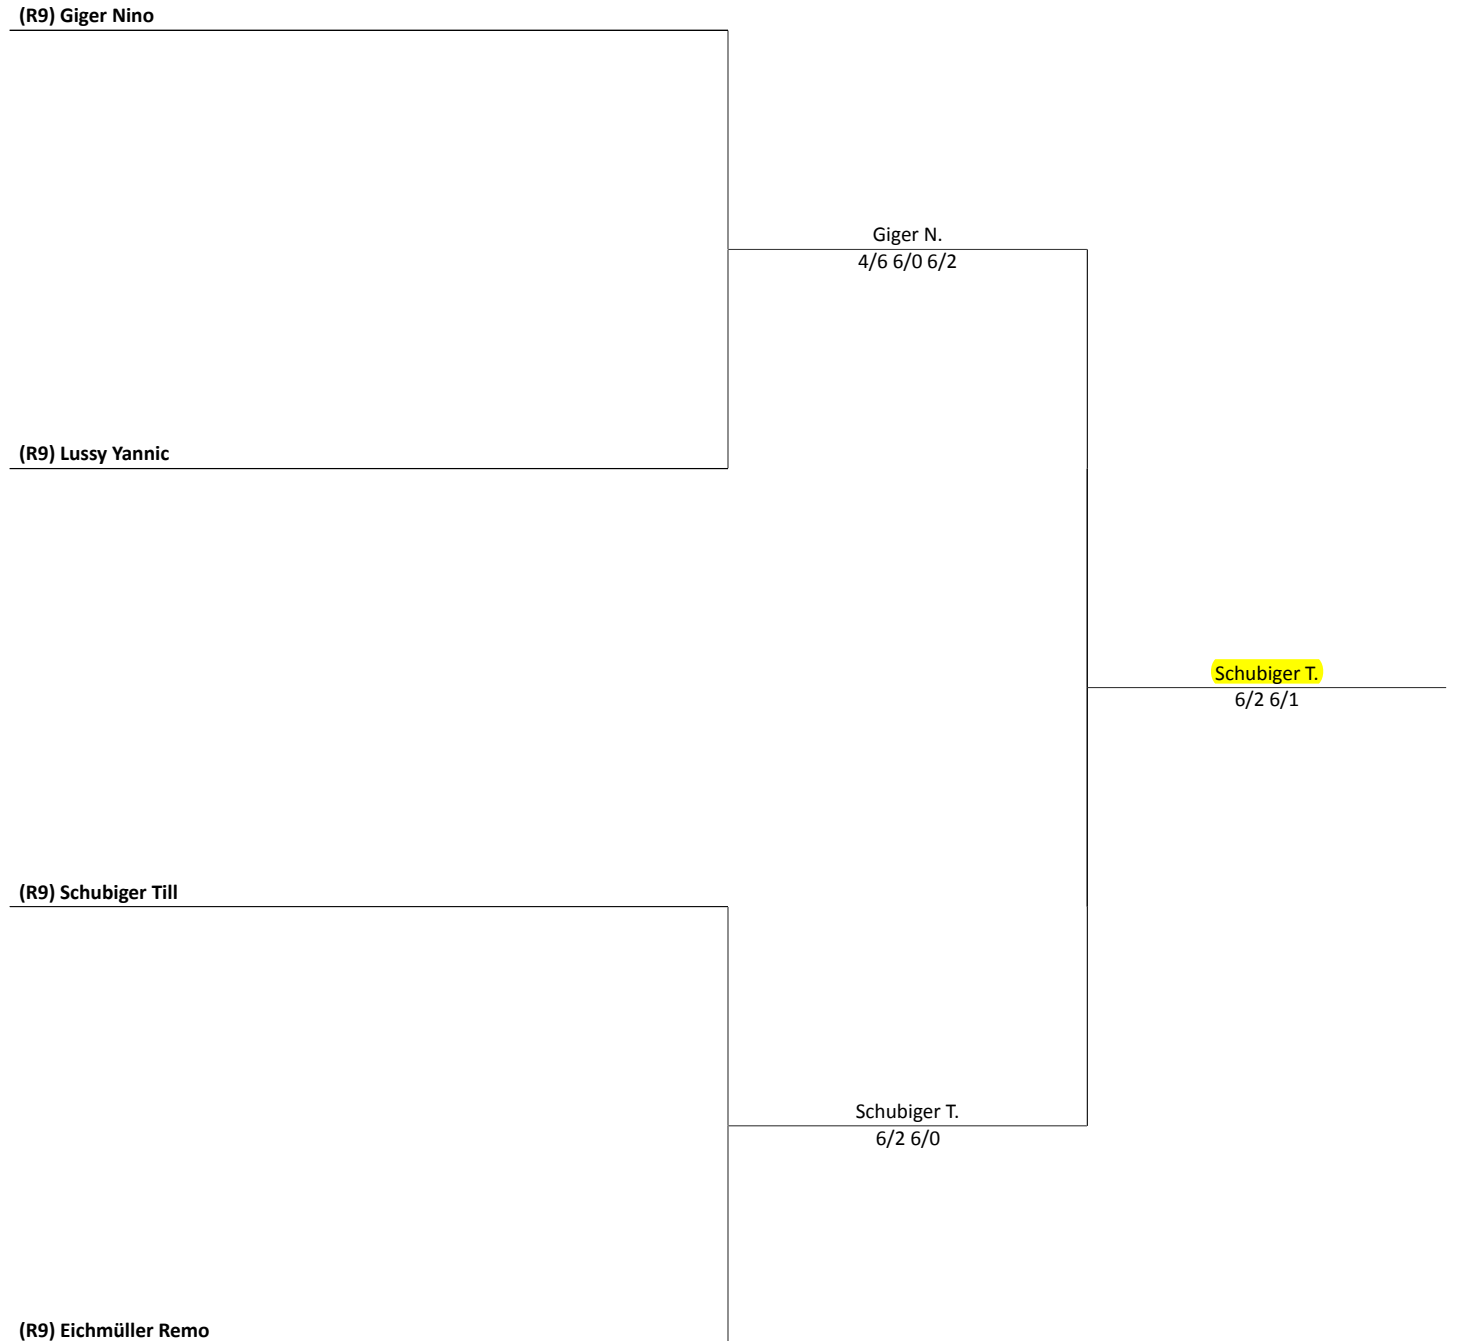 (R9) Giger Nino
Giger N.
4/6 6/0 6/2
(R9) Lussy Yannic
Schubiger T.
6/2 6/1
(R9) Schubiger Till
Schubiger T.
6/2 6/0
(R9) Eichmüller Remo